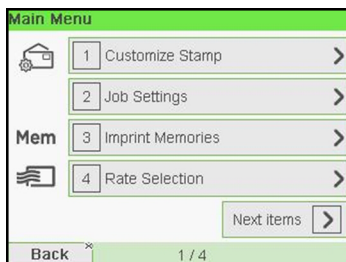 Main Menu
1 Customize Stamp >
2 Job Settings >
Mem 3 Imprint Memories >
4 Rate Selection >
Next items >
Back × 1 / 4